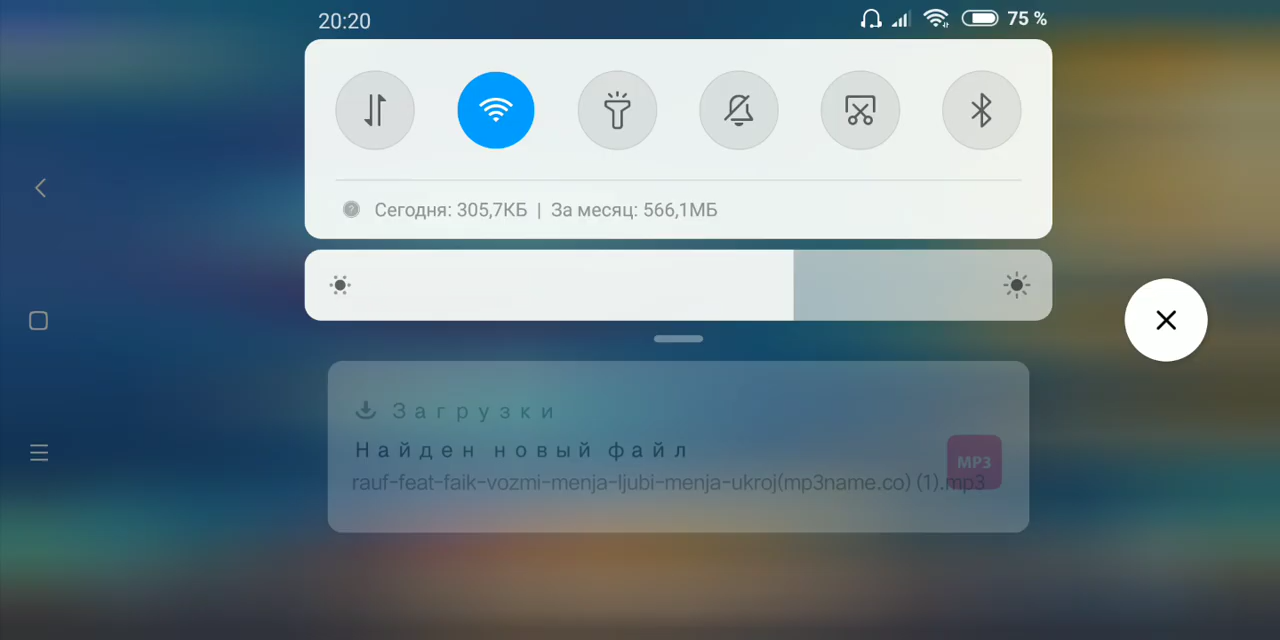 20:20
75 %
Сегодня: 305,7КБ | За месяц: 566,1МБ
Загрузки
Найден новый файл
MP3
rauf-feat-faik-vozmi-menja-ljubi-menja-ukroj(mp3name.co) (1).mp3